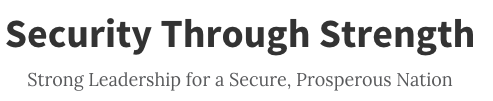 Security Through Strength
Strong Leadership for a Secure, Prosperous Nation